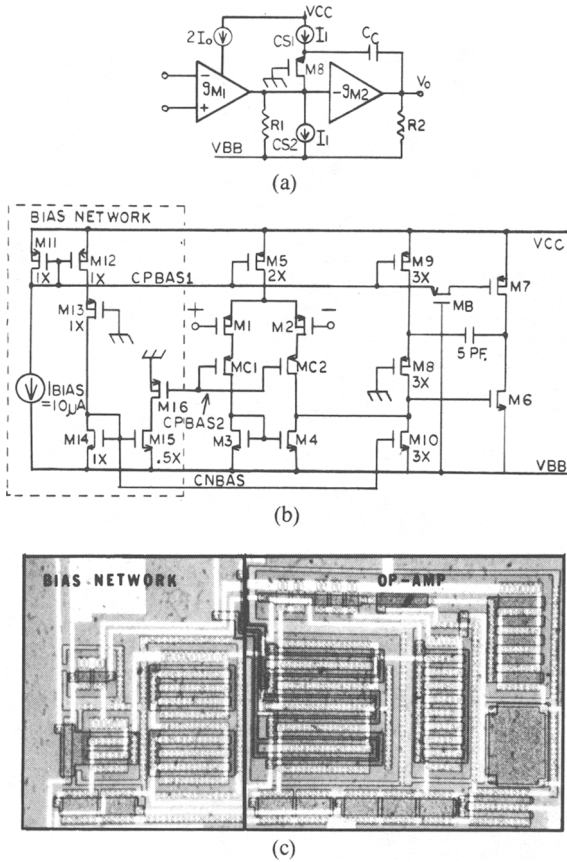 VCC
2I₀
CS1
I₁
C_C
M8
−
g_M1
+
−g_M2
V₀
R1
CS2
I₁
R2
VBB
(a)
BIAS NETWORK
M11
M12
M5
M9
VCC
1X
1X
CPBAS1
2X
3X
M13
1X
M7
MB
+
M1
M2
−
MC1
MC2
M8
3X
5 PF.
IBIAS
=10μA
M16
CPBAS2
M6
M14
M15
M3
M4
M10
1X
.5X
3X
CNBAS
VBB
(b)
BIAS NETWORK
OP-AMP
(c)